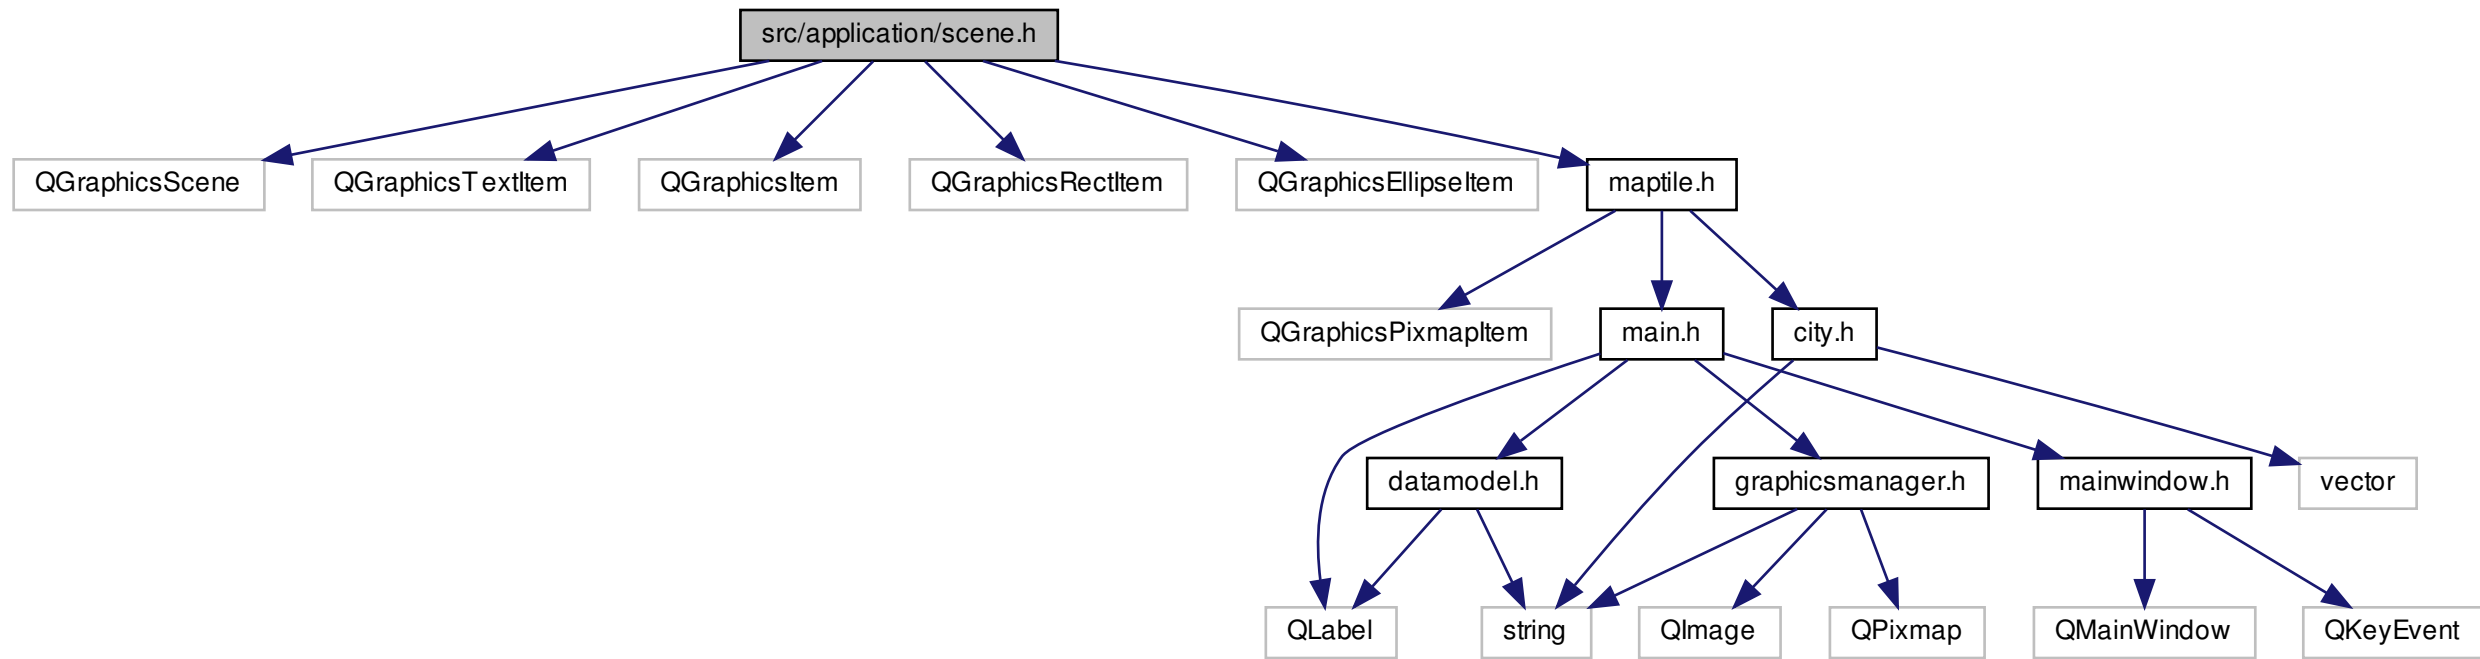 src/application/scene.h
QGraphicsScene
QGraphicsTextItem
QGraphicsItem
QGraphicsRectItem
QGraphicsEllipseItem
maptile.h
QGraphicsPixmapItem
main.h
city.h
datamodel.h
graphicsmanager.h
mainwindow.h
vector
QLabel
string
QImage
QPixmap
QMainWindow
QKeyEvent